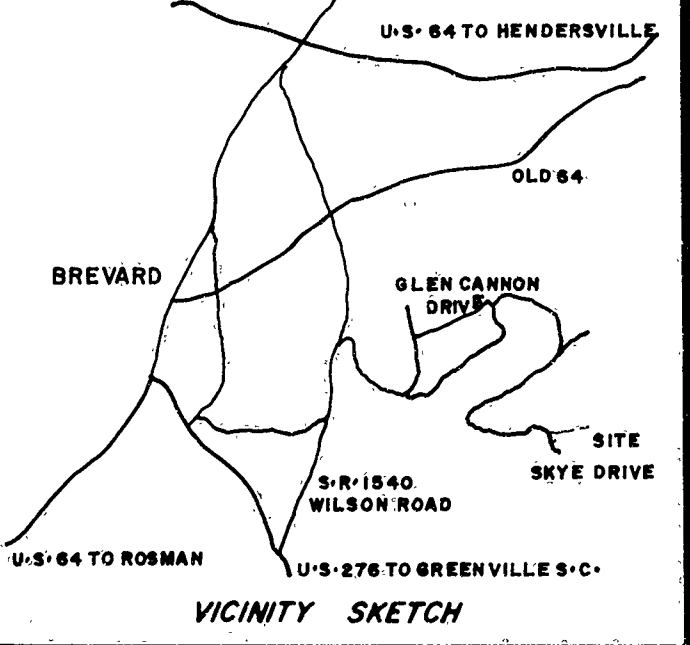 U.S. 64 TO HENDERSVILLE
OLD 64
BREVARD
GLEN CANNON
DRIVE
SITE
SKYE DRIVE
S.R. 1540
WILSON ROAD
U.S. 64 TO ROSMAN
U.S. 276 TO GREENVILLE S.C.
VICINITY SKETCH